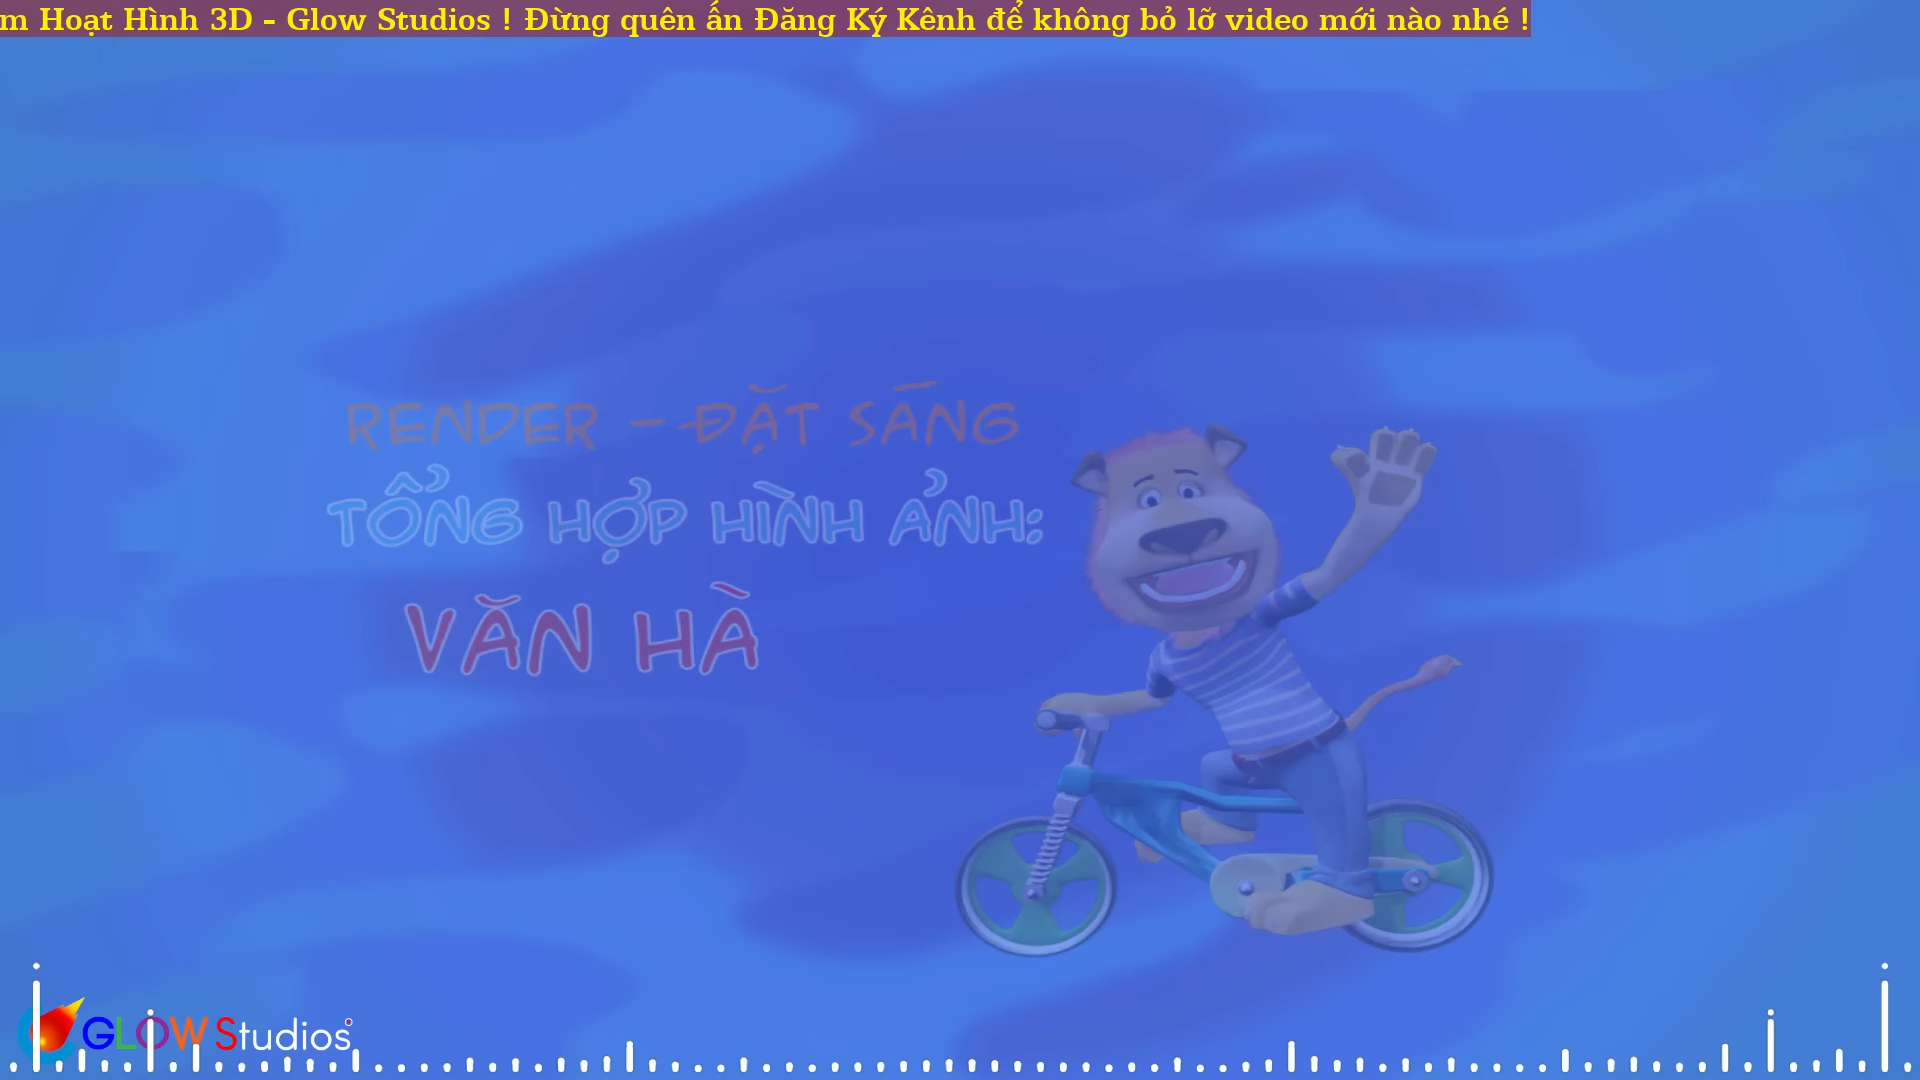 m Hoạt Hình 3D - Glow Studios ! Đừng quên ấn Đăng Ký Kênh để không bỏ lỡ video mới nào nhé !
RENDER - ĐẶT SÁNG
TỔNG HỢP HÌNH ẢNH:
VĂN HÀ
GLOW Studios